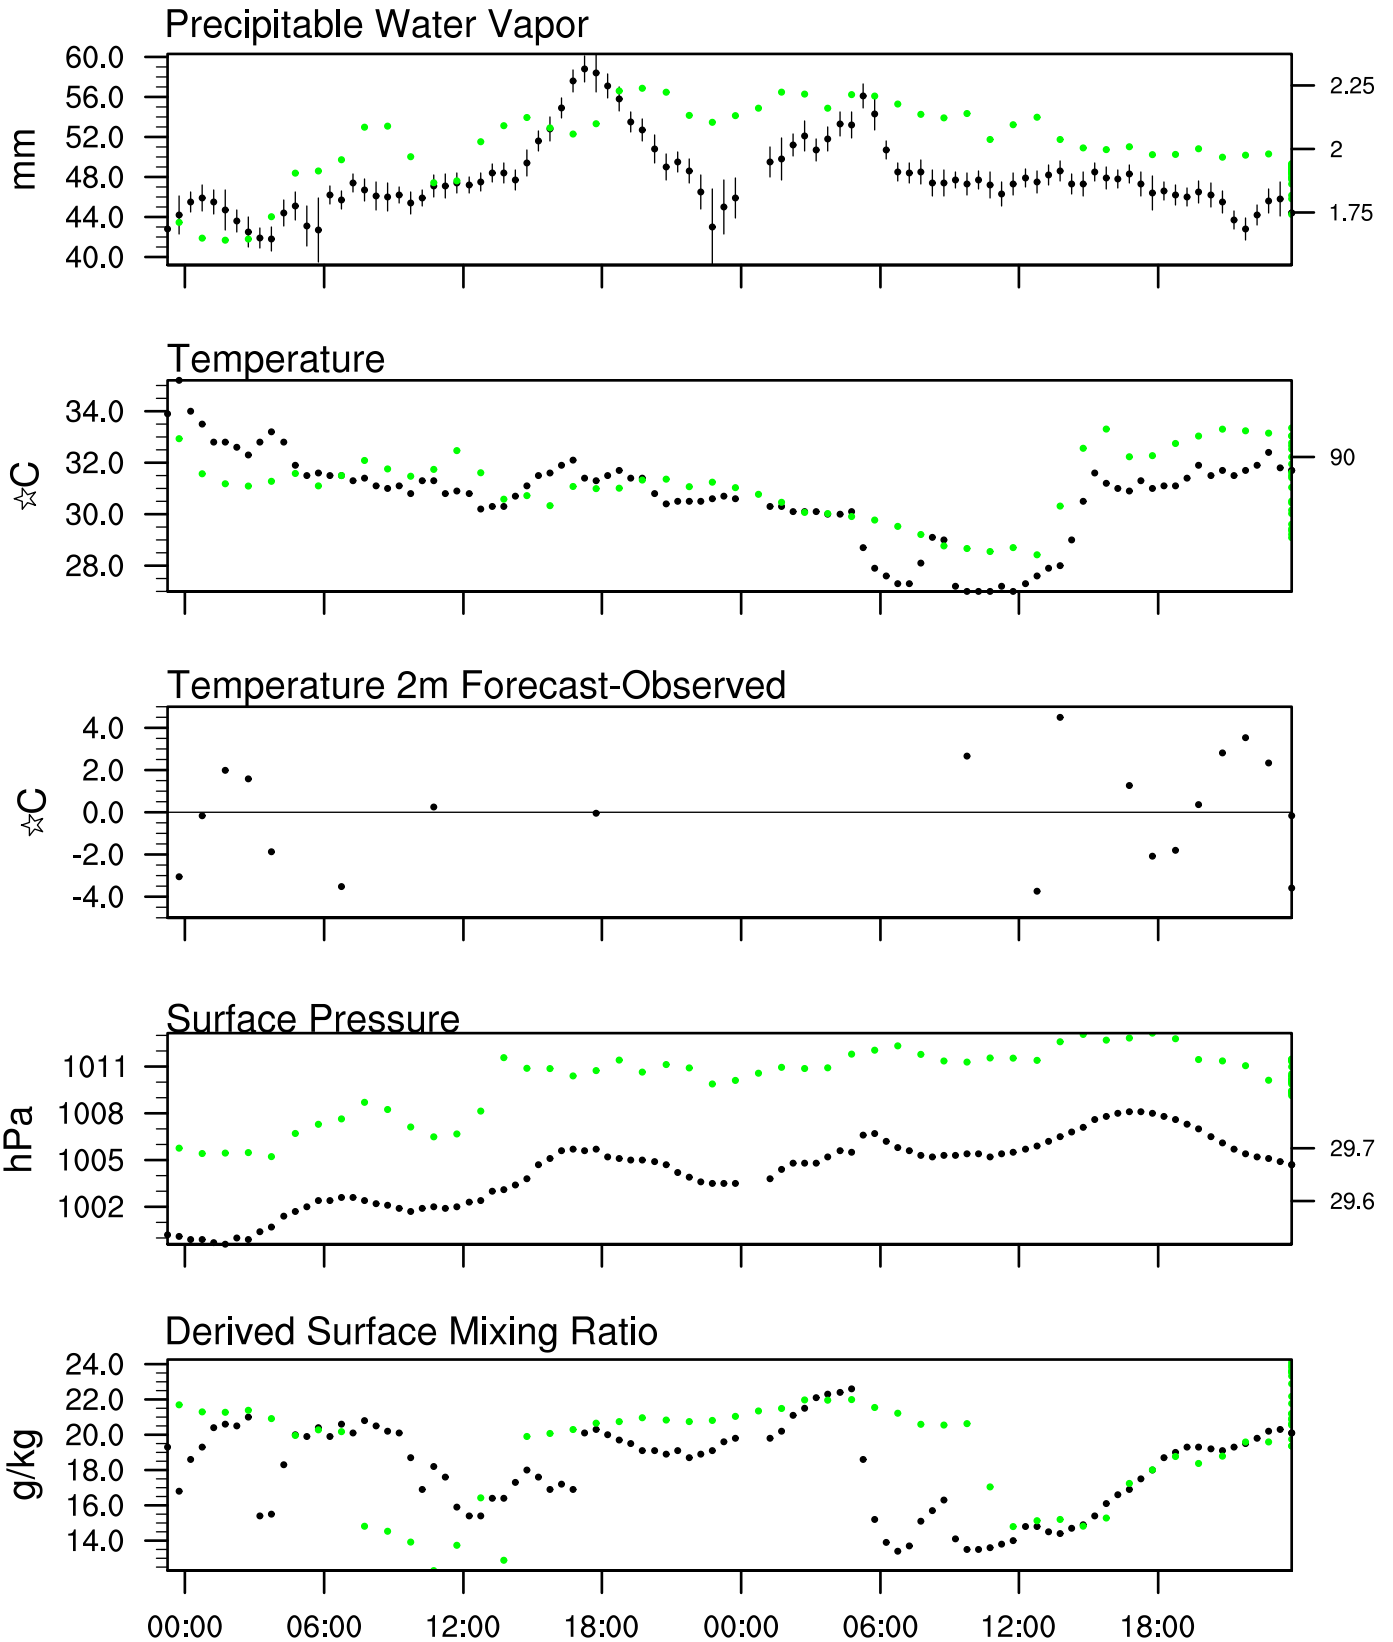 Precipitable Water Vapor
60.0
56.0
52.0
48.0
44.0
40.0
mm
2.25
2
1.75
Temperature
34.0
32.0
30.0
28.0
☆C
90
Temperature 2m Forecast-Observed
4.0
2.0
0.0
-2.0
-4.0
☆C
Surface Pressure
1011
1008
1005
1002
hPa
29.7
29.6
Derived Surface Mixing Ratio
24.0
22.0
20.0
18.0
16.0
14.0
g/kg
00:00 06:00 12:00 18:00 00:00 06:00 12:00 18:00